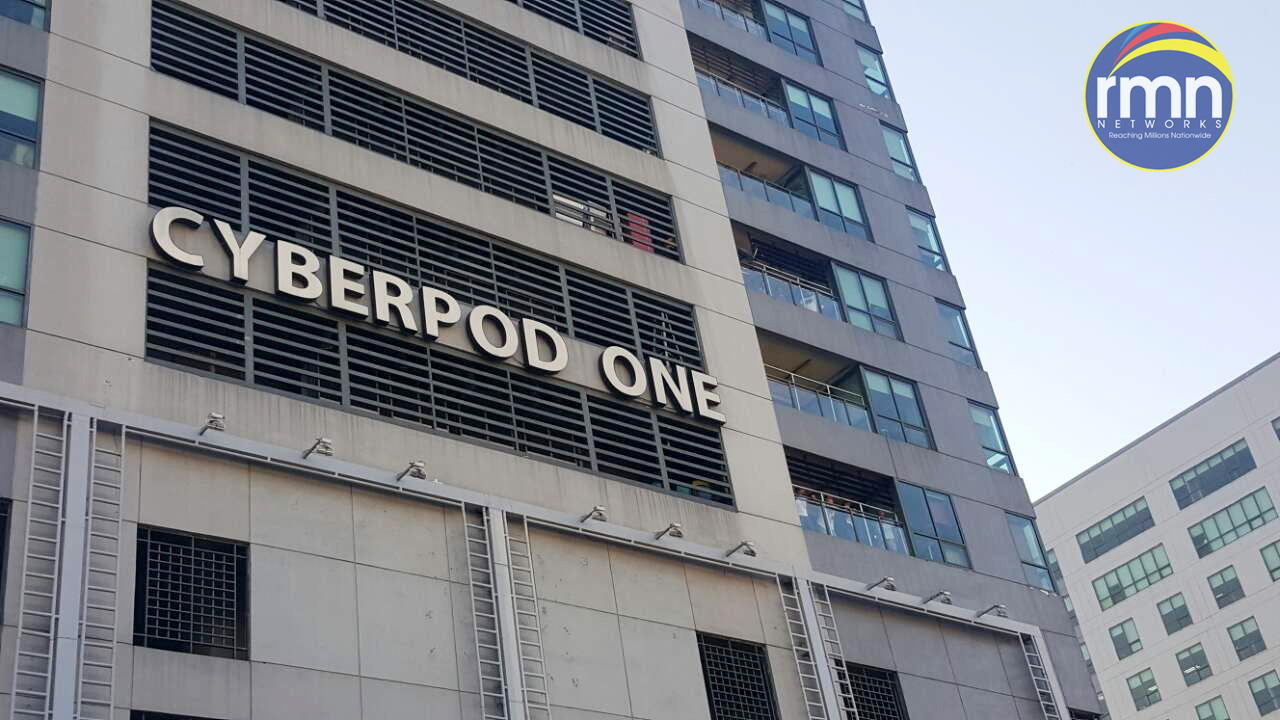 CYBERPOD ONE
rmn
NETWORKS
Reaching Millions Nationwide